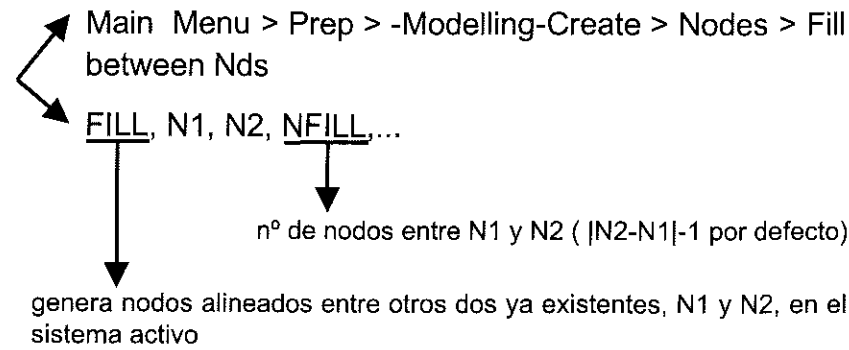 Main Menu > Prep > -Modelling-Create > Nodes > Fill
between Nds
FILL, N1, N2, NFILL,...
nº de nodos entre N1 y N2 ( |N2-N1|-1 por defecto)
genera nodos alineados entre otros dos ya existentes, N1 y N2, en el
sistema activo